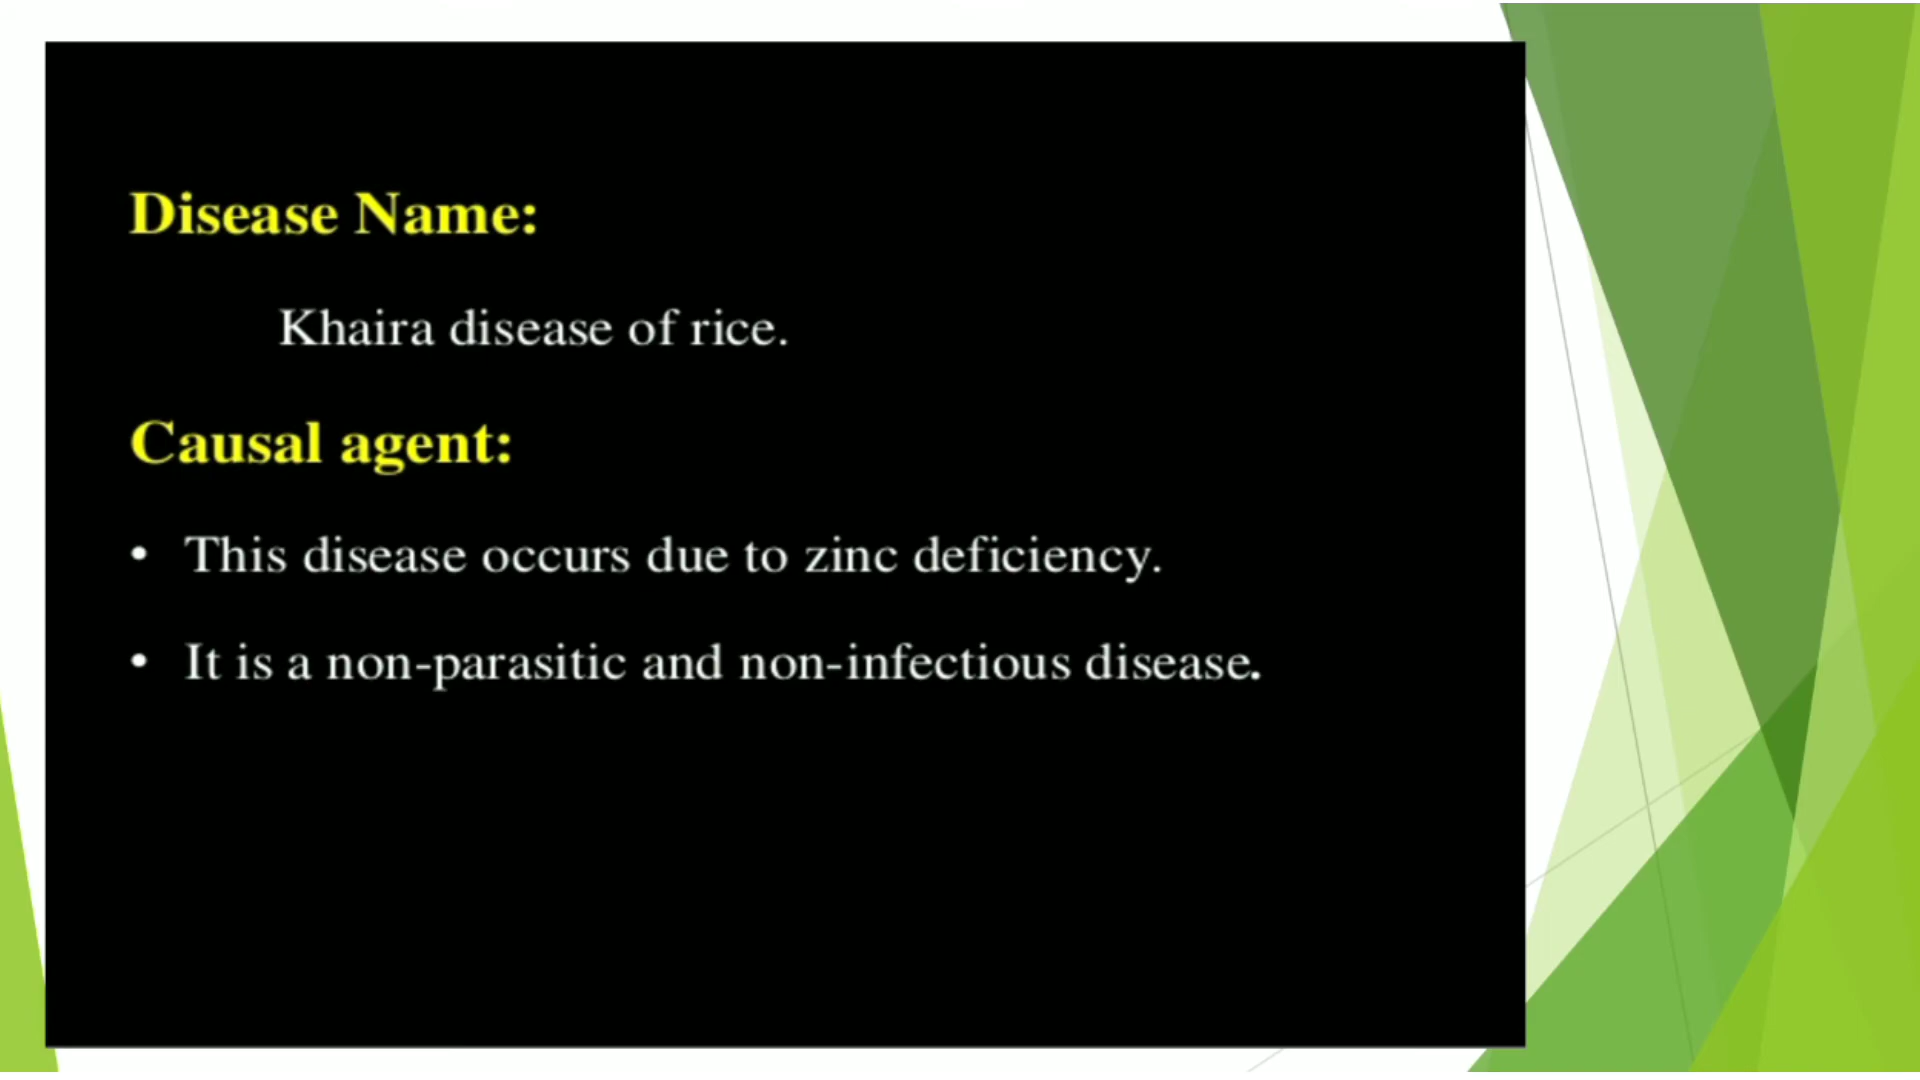 Disease Name:
Khaira disease of rice.
Causal agent:
• This disease occurs due to zinc deficiency.
• It is a non-parasitic and non-infectious disease.